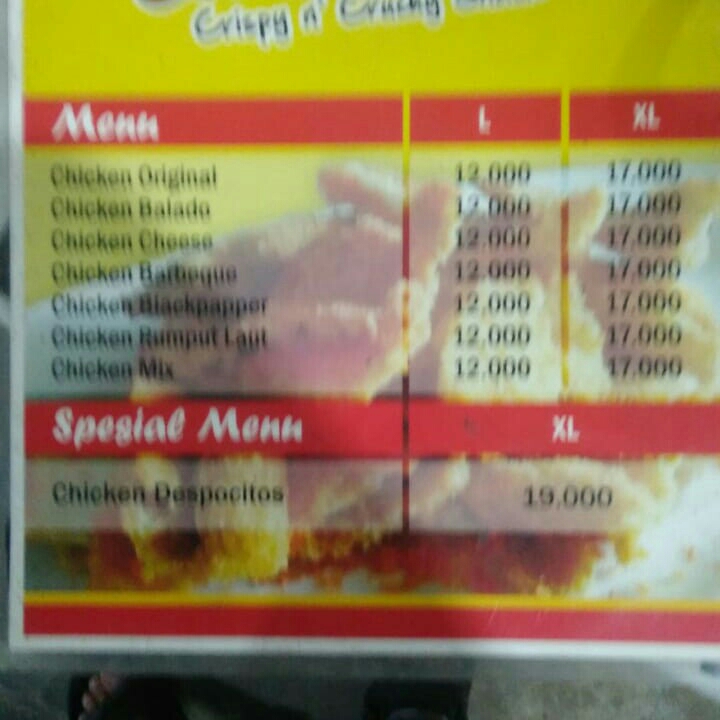 Crispy n' Crunchy
Menu L XL
Chicken Original 12.000 17.000
Chicken Balado 12.000 17.000
Chicken Cheese 12.000 17.000
Chicken Barbeque 12.000 17.000
Chicken Blackpapper 12.000 17.000
Chicken Rumput Laut 12.000 17.000
Chicken Mix 12.000 17.000
Spesial Menu XL
Chicken Despocitos 19.000